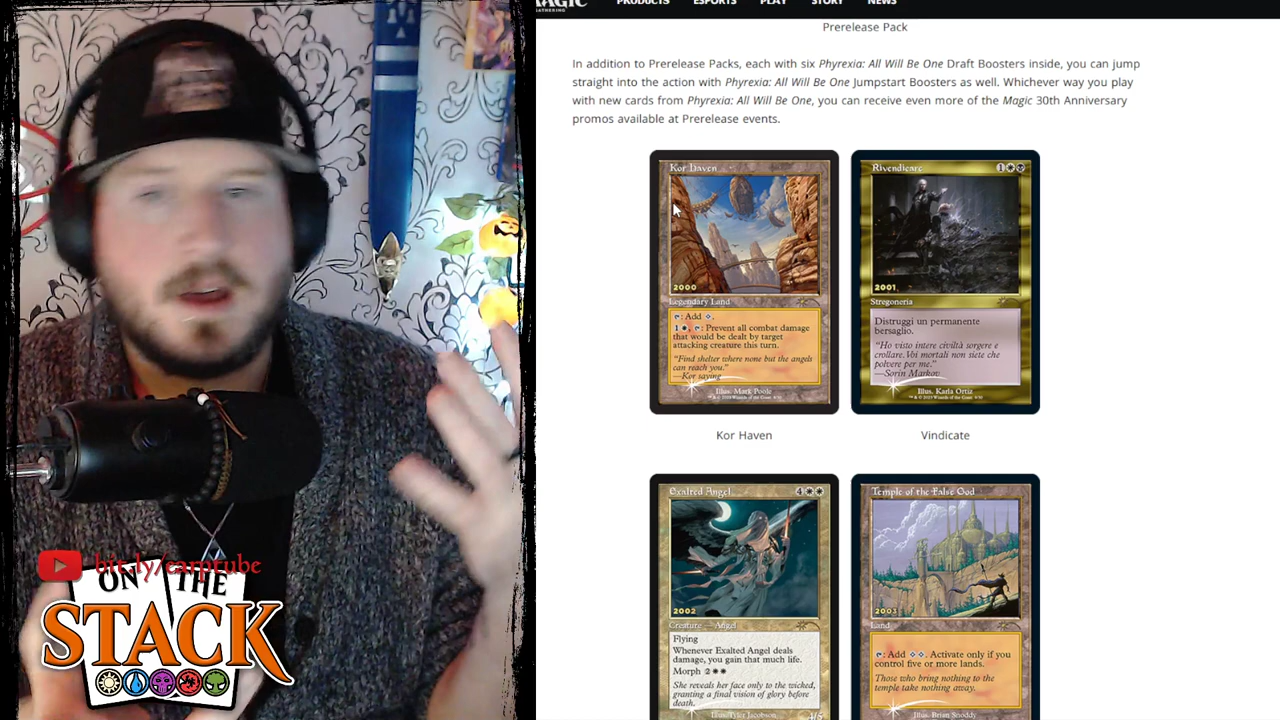 bit.ly/earptube
ON THE
STACK
MAGIC
PRODUCTS ESPORTS PLAY STORY NEWS
Prerelease Pack
In addition to Prerelease Packs, each with six Phyrexia: All Will Be One Draft Boosters inside, you can jump
straight into the action with Phyrexia: All Will Be One Jumpstart Boosters as well. Whichever way you play
with new cards from Phyrexia: All Will Be One, you can receive even more of the Magic 30th Anniversary
promos available at Prerelease events.
Kor Haven
2000
Legendary Land
: Add .
1 , : Prevent all combat damage
that would be dealt by target
attacking creature this turn.
"Find shelter where none but the angels
can reach you."
—Kor saying
Illus. Mark Poole
Kor Haven
Rivendicare 1
2001
Stregoneria
Distruggi un permanente
bersaglio.
"Ho visto intere civiltà sorgere e
crollare. Voi mortali non siete che
polvere per me."
—Sorin Markov
Illus. Karla Ortiz
Vindicate
Exalted Angel 4
2002
Creature — Angel
Flying
Whenever Exalted Angel deals
damage, you gain that much life.
Morph 2
She reveals her face only to the wicked,
granting a final vision of glory before
death.
4/5
Temple of the False God
2003
Land
: Add . Activate only if you
control five or more lands.
Those who bring nothing to the
temple take nothing away.
Illus. Brian Snoddy